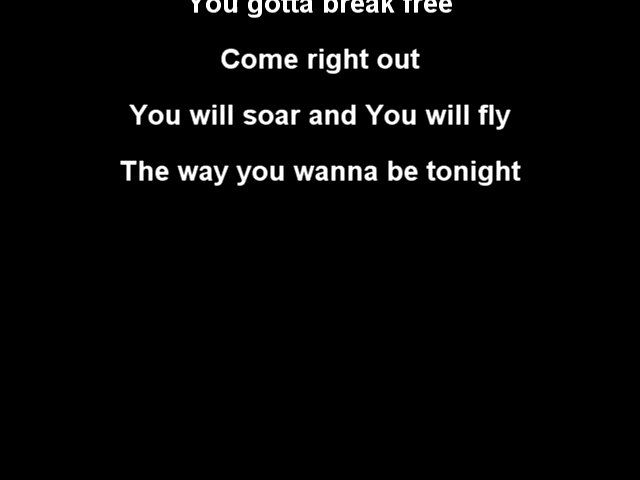 You gotta break free
Come right out
You will soar and You will fly
The way you wanna be tonight